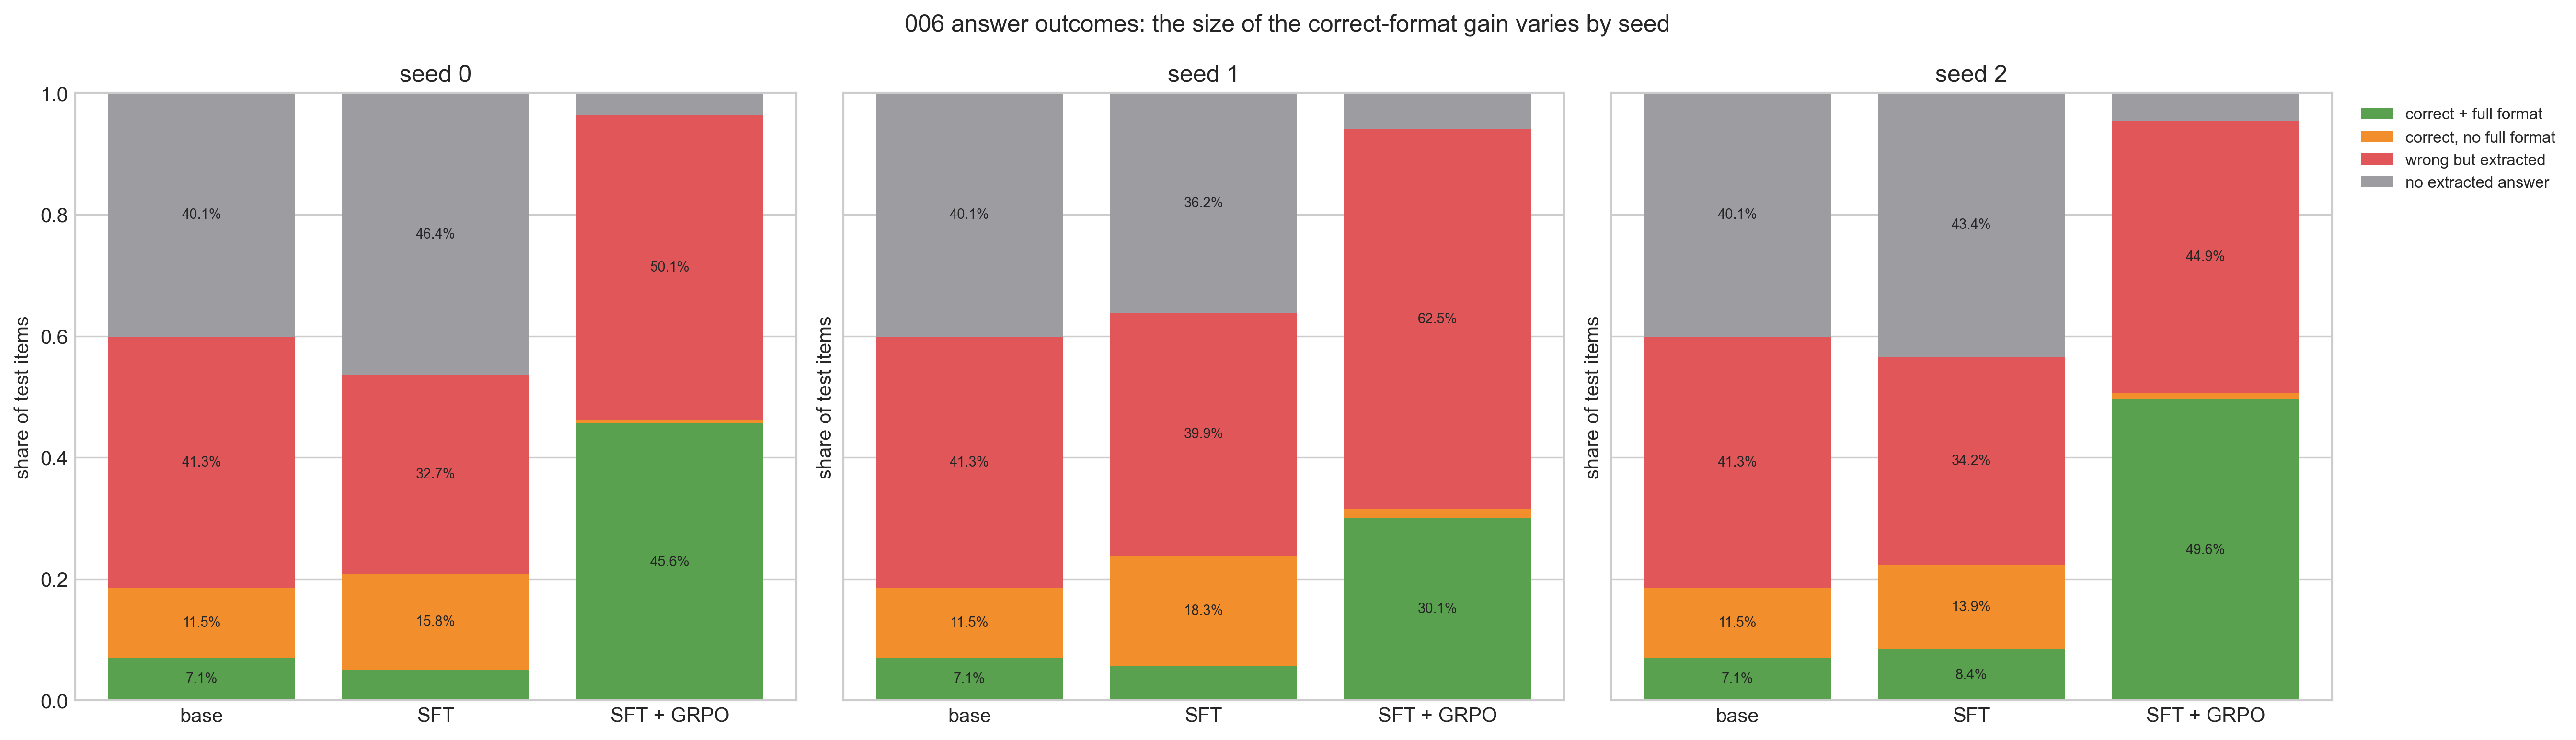 006 answer outcomes: the size of the correct-format gain varies by seed
seed 0
share of test items
1.0
0.8
0.6
0.4
0.2
0.0
40.1%
41.3%
11.5%
7.1%
46.4%
32.7%
15.8%
50.1%
45.6%
base
SFT
SFT + GRPO
seed 1
share of test items
40.1%
41.3%
11.5%
7.1%
36.2%
39.9%
18.3%
62.5%
30.1%
base
SFT
SFT + GRPO
seed 2
share of test items
40.1%
41.3%
11.5%
7.1%
43.4%
34.2%
13.9%
8.4%
44.9%
49.6%
base
SFT
SFT + GRPO
correct + full format
correct, no full format
wrong but extracted
no extracted answer